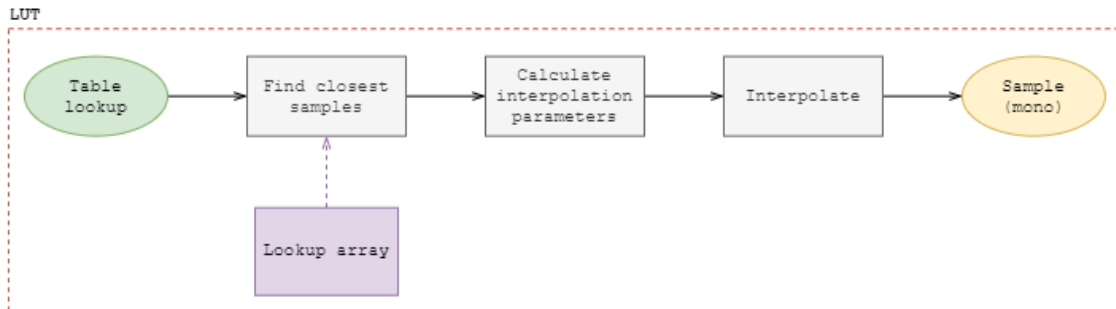 LUT
Table
lookup
Find closest
samples
Calculate
interpolation
parameters
Interpolate
Sample
(mono)
Lookup array